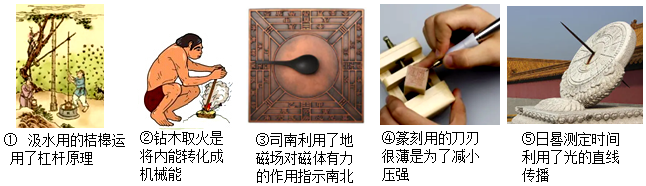 ① 汲水用的桔槔运
用了杠杆原理
②钻木取火是
将内能转化成
机械能
③司南利用了地
磁场对磁体有力
的作用指示南北
④篆刻用的刀刃
很薄是为了减小
压强
⑤日晷测定时间
利用了光的直线
传播